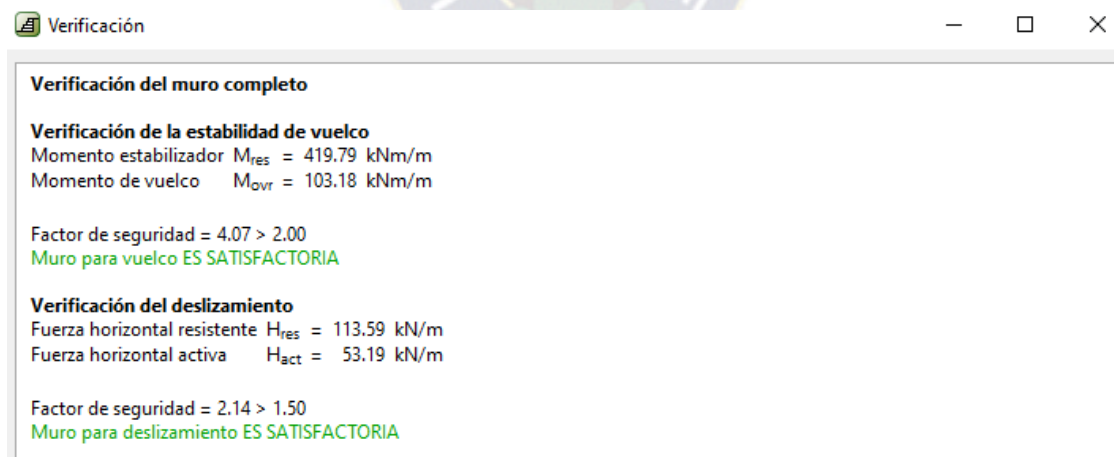 Verificación
Verificación del muro completo
Verificación de la estabilidad de vuelco
Momento estabilizador Mres = 419.79 kNm/m
Momento de vuelco Movr = 103.18 kNm/m
Factor de seguridad = 4.07 > 2.00
Muro para vuelco ES SATISFACTORIA
Verificación del deslizamiento
Fuerza horizontal resistente Hres = 113.59 kN/m
Fuerza horizontal activa Hact = 53.19 kN/m
Factor de seguridad = 2.14 > 1.50
Muro para deslizamiento ES SATISFACTORIA